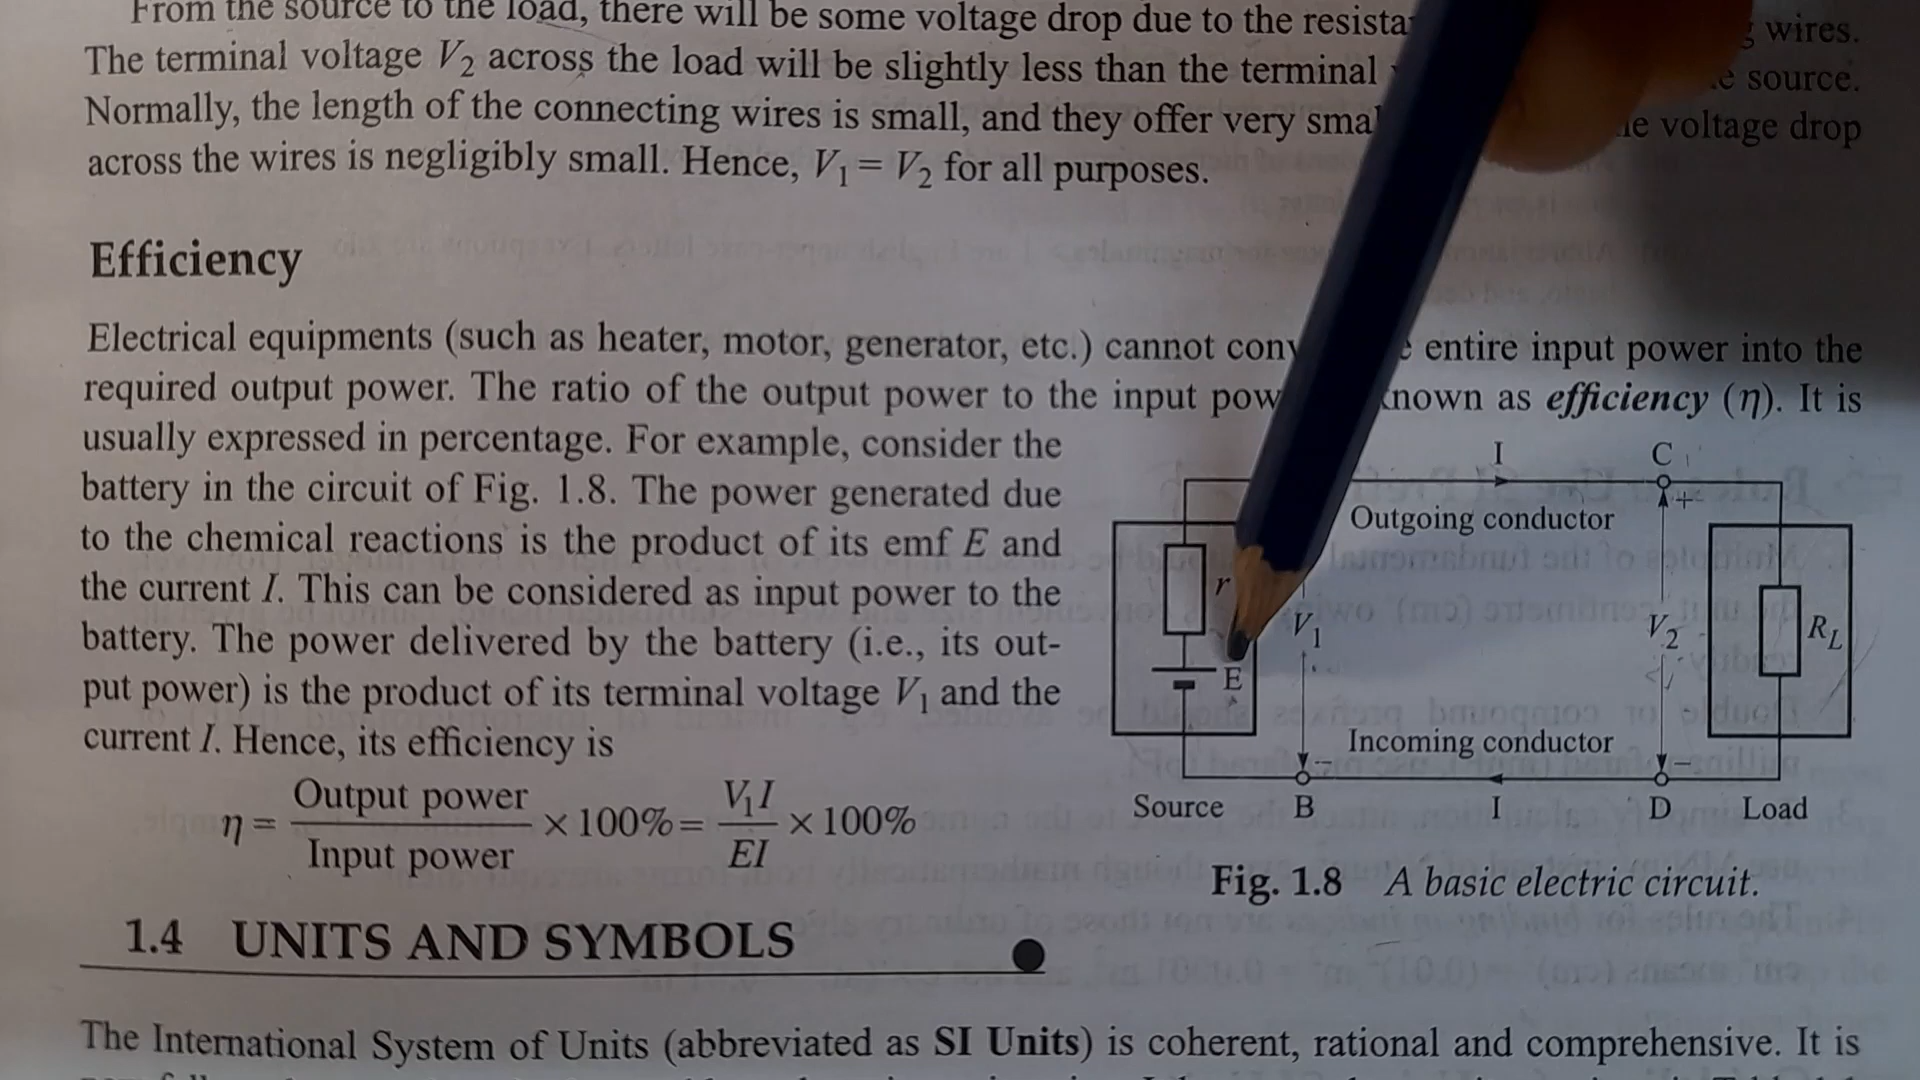 From the source to the load, there will be some voltage drop due to the wires.
The terminal voltage V₂ across the load will be slightly less than the terminal source.
Normally, the length of the connecting wires is small, and they offer very voltage drop
across the wires is negligibly small. Hence, V₁ = V₂ for all purposes.
Efficiency
Electrical equipments (such as heater, motor, generator, etc.) cannot entire input power into the
required output power. The ratio of the output power to the input as efficiency (η). It is
usually expressed in percentage. For example, consider the
battery in the circuit of Fig. 1.8. The power generated due
to the chemical reactions is the product of its emf E and
the current I. This can be considered as input power to the
battery. The power delivered by the battery (i.e., its out-
put power) is the product of its terminal voltage V₁ and the
current I. Hence, its efficiency is
η = Output power / Input power × 100% = V₁I / EI × 100%
I C
+
Outgoing conductor
r
V₁ V₂ R_L
E
Incoming conductor
− −
Source B I D Load
Fig. 1.8 A basic electric circuit.
1.4 UNITS AND SYMBOLS
The International System of Units (abbreviated as SI Units) is coherent, rational and comprehensive. It is